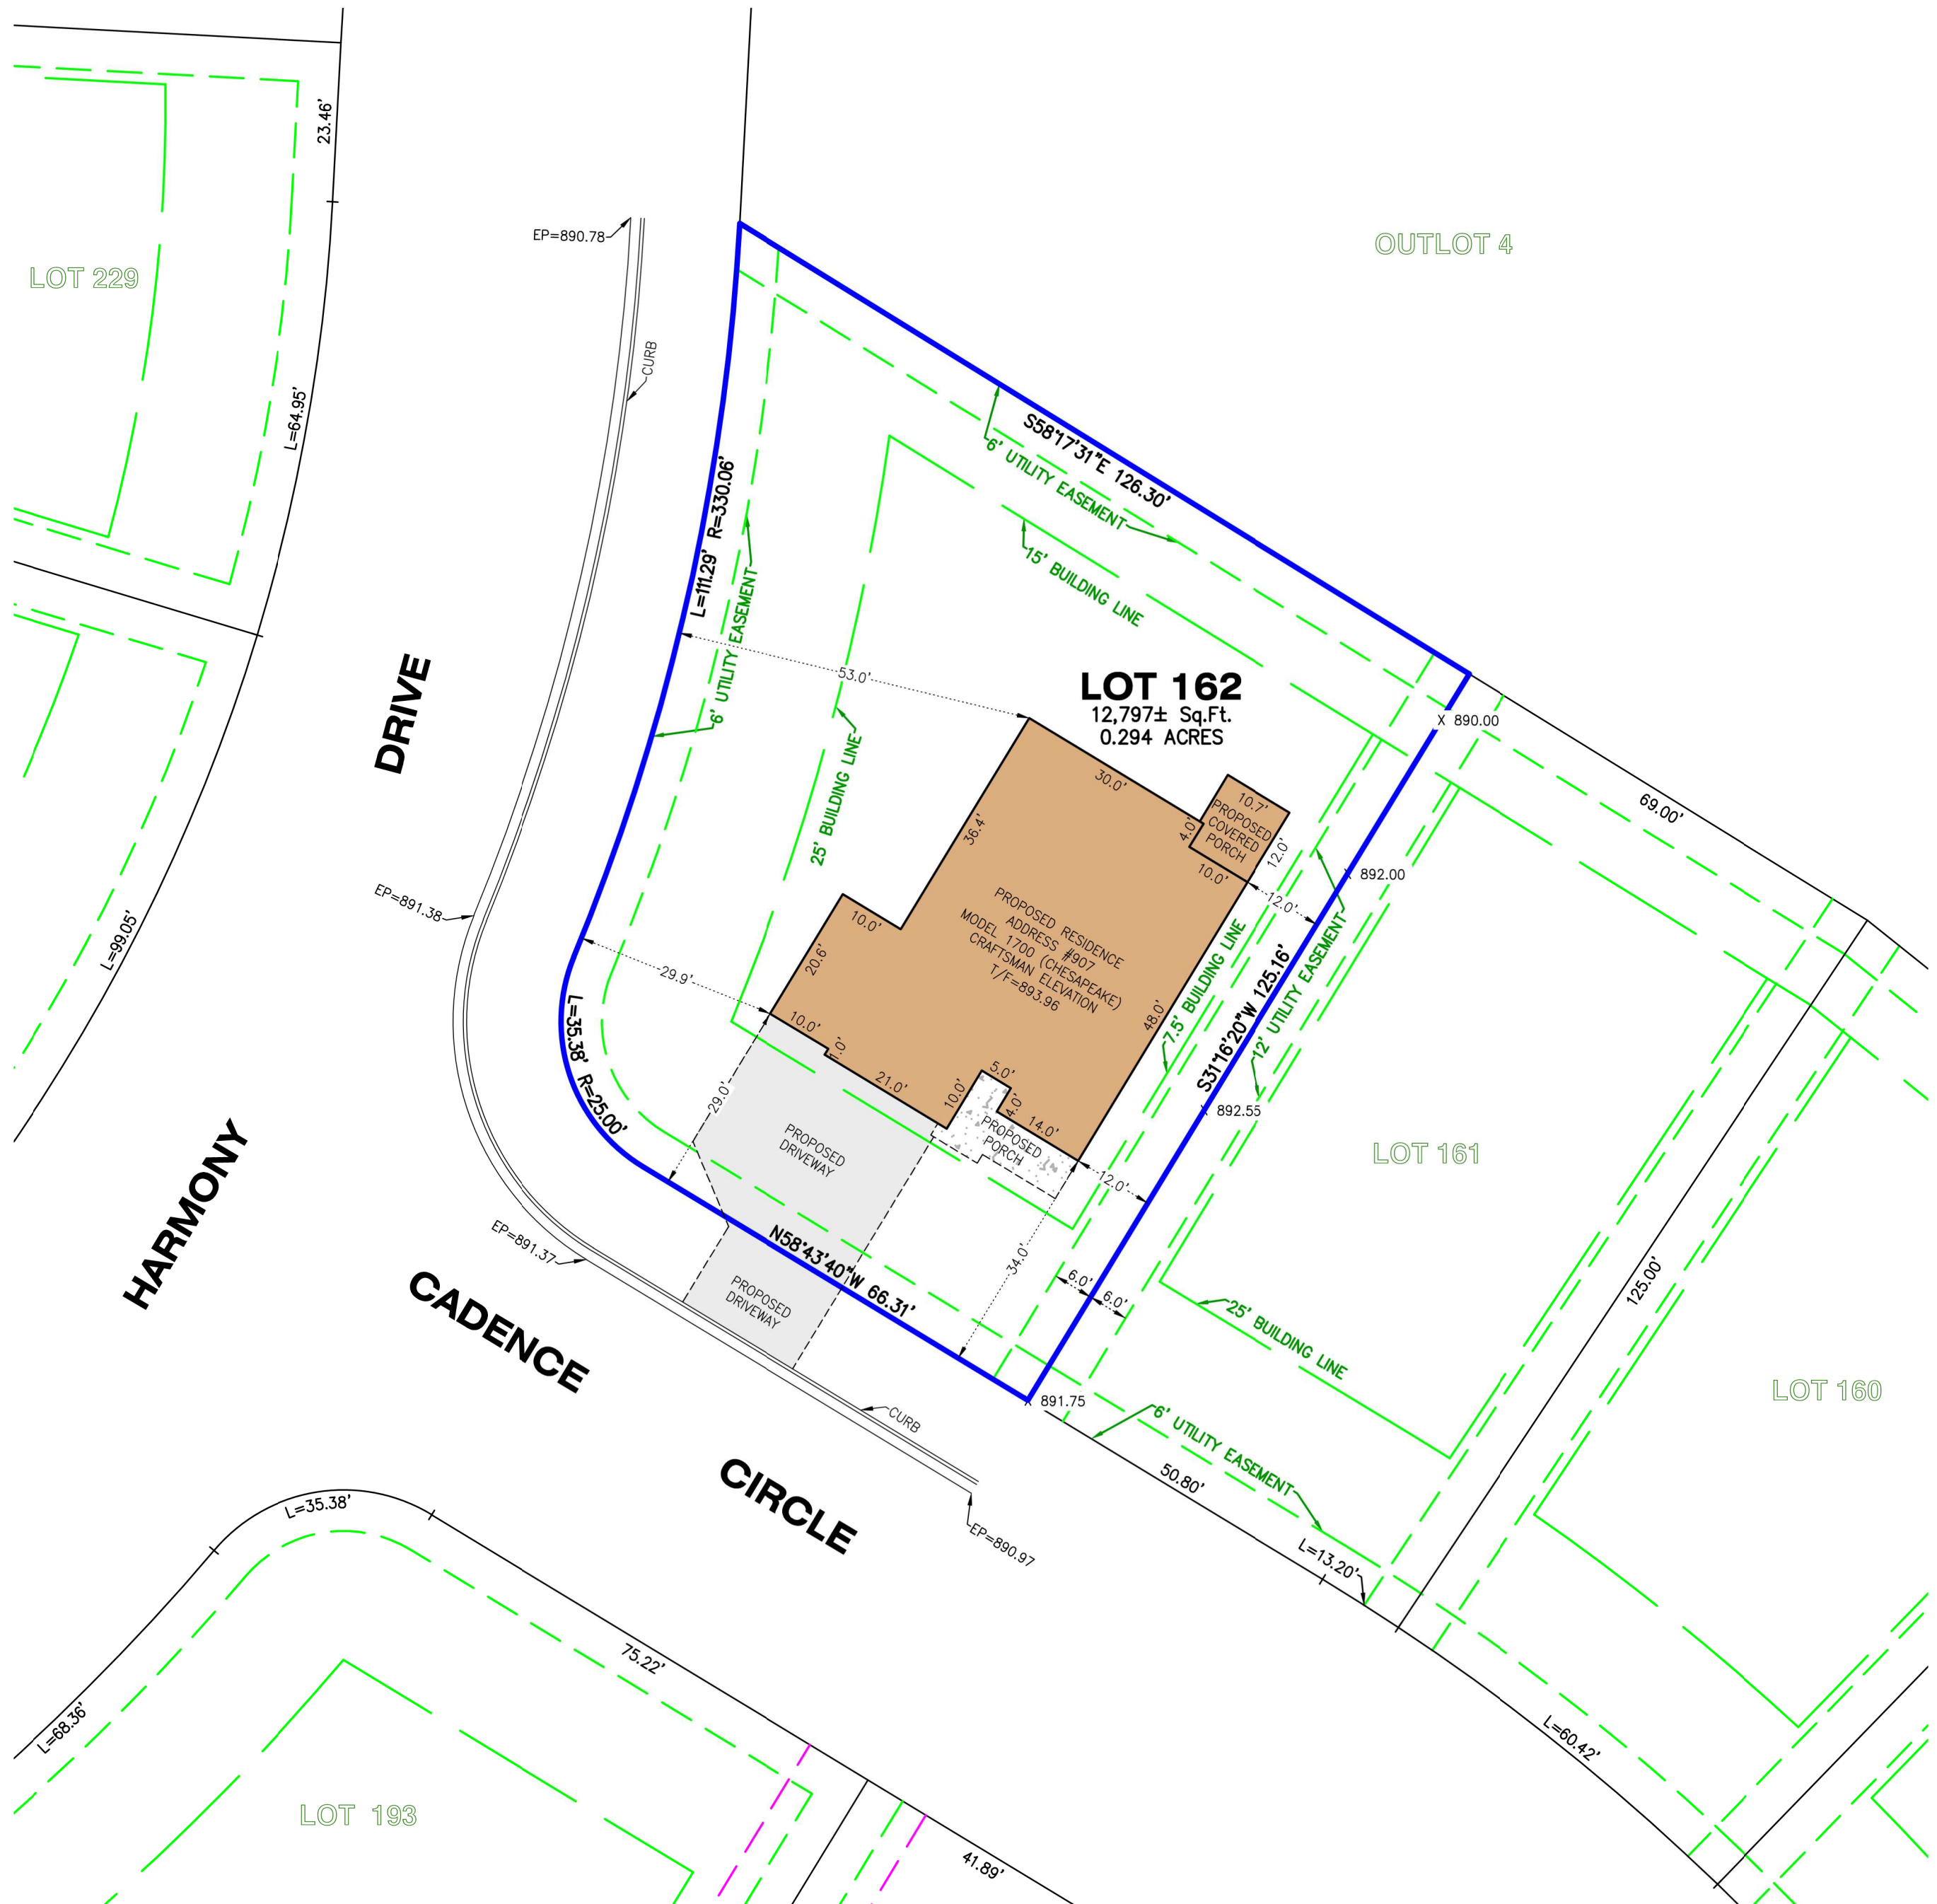 23.46'
LOT 229
L=64.95'
L=99.05'
EP=890.78
CURB
OUTLOT 4
S58°17'31"E 126.30'
6' UTILITY EASEMENT
15' BUILDING LINE
L=111.29' R=330.06'
6' UTILITY EASEMENT
53.0'
25' BUILDING LINE
LOT 162
12,797± Sq.Ft.
0.294 ACRES
X 890.00
69.00'
DRIVE
HARMONY
30.0'
36.4'
10.7'
PROPOSED
COVERED
PORCH
4.0'
12.0'
10.0'
12.0'
X 892.00
10.0'
20.6'
PROPOSED RESIDENCE
ADDRESS #907
MODEL 1700 (CHESAPEAKE)
CRAFTSMAN ELEVATION
T/F=893.96
48.0'
7.5' BUILDING LINE
S31°16'20"W 125.16'
12' UTILITY EASEMENT
EP=891.38
29.9'
L=35.38' R=25.00'
10.0'
1.0'
21.0'
10.0'
5.0'
4.0'
14.0'
PROPOSED
PORCH
29.0'
PROPOSED
DRIVEWAY
12.0'
34.0'
X 892.55
LOT 161
EP=891.37
PROPOSED
DRIVEWAY
N58°43'40"W 66.31'
6.0'
6.0'
25' BUILDING LINE
125.00'
LOT 160
CADENCE
CIRCLE
CURB
X 891.75
6' UTILITY EASEMENT
50.80'
L=13.20'
EP=890.97
L=60.42'
L=35.38'
75.22'
L=68.36'
LOT 193
41.89'